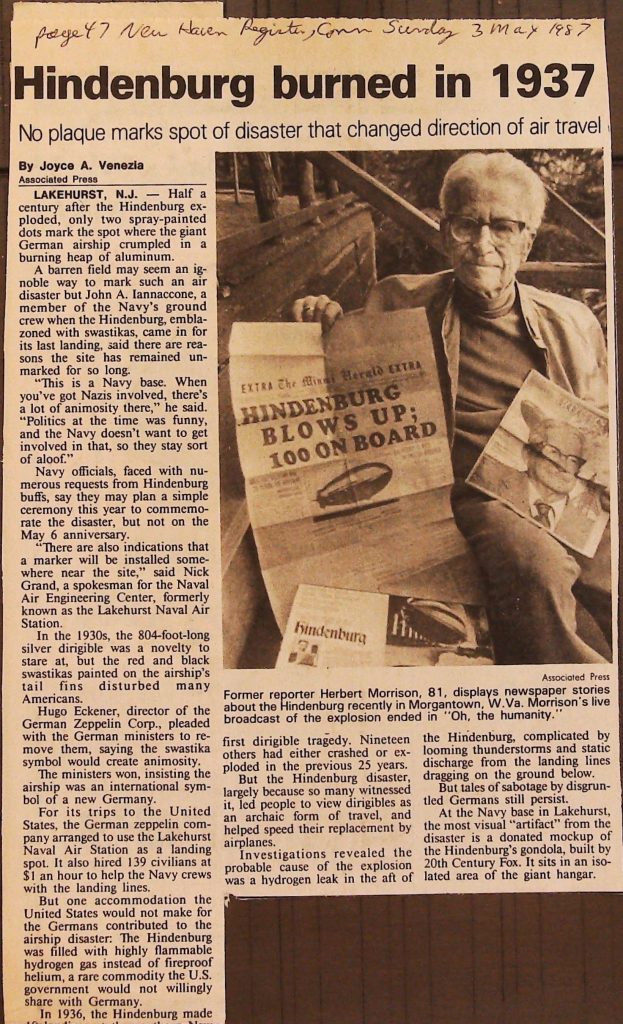 page 47 New Haven Register, Conn Sunday 3 May 1987
Hindenburg burned in 1937
No plaque marks spot of disaster that changed direction of air travel
By Joyce A. Venezia
Associated Press
LAKEHURST, N.J. — Half a
century after the Hindenburg ex-
ploded, only two spray-painted
dots mark the spot where the giant
German airship crumpled in a
burning heap of aluminum.
A barren field may seem an ig-
noble way to mark such an air
disaster but John A. Iannaccone, a
member of the Navy's ground
crew when the Hindenburg, embla-
zoned with swastikas, came in for
its last landing, said there are rea-
sons the site has remained un-
marked for so long.
"This is a Navy base. When
you've got Nazis involved, there's
a lot of animosity there," he said.
"Politics at the time was funny,
and the Navy doesn't want to get
involved in that, so they stay sort
of aloof."
Navy officials, faced with nu-
merous requests from Hindenburg
buffs, say they may plan a simple
ceremony this year to commemo-
rate the disaster, but not on the
May 6 anniversary.
"There are also indications that
a marker will be installed some-
where near the site," said Nick
Grand, a spokesman for the Naval
Air Engineering Center, formerly
known as the Lakehurst Naval Air
Station.
In the 1930s, the 804-foot-long
silver dirigible was a novelty to
stare at, but the red and black
swastikas painted on the airship's
tail fins disturbed many
Americans.
Hugo Eckener, director of the
German Zeppelin Corp., pleaded
with the German ministers to re-
move them, saying the swastika
symbol would create animosity.
The ministers won, insisting the
airship was an international sym-
bol of a new Germany.
For its trips to the United
States, the German zeppelin com-
pany arranged to use the Lakehurst
Naval Air Station as a landing
spot. It also hired 139 civilians at
$1 an hour to help the Navy crews
with the landing lines.
But one accommodation the
United States would not make for
the Germans contributed to the
airship disaster: The Hindenburg
was filled with highly flammable
hydrogen gas instead of fireproof
helium, a rare commodity the U.S.
government would not willingly
share with Germany.
In 1936, the Hindenburg made
EXTRA The Miami Herald EXTRA
HINDENBURG
BLOWS UP;
100 ON BOARD
Hindenburg
Associated Press
Former reporter Herbert Morrison, 81, displays newspaper stories
about the Hindenburg recently in Morgantown, W.Va. Morrison's live
broadcast of the explosion ended in "Oh, the humanity."
first dirigible tragedy. Nineteen
others had either crashed or ex-
ploded in the previous 25 years.
But the Hindenburg disaster,
largely because so many witnessed
it, led people to view dirigibles as
an archaic form of travel, and
helped speed their replacement by
airplanes.
Investigations revealed the
probable cause of the explosion
was a hydrogen leak in the aft of
the Hindenburg, complicated by
looming thunderstorms and static
discharge from the landing lines
dragging on the ground below.
But tales of sabotage by disgrun-
tled Germans still persist.
At the Navy base in Lakehurst,
the most visual "artifact" from the
disaster is a donated mockup of
the Hindenburg's gondola, built by
20th Century Fox. It sits in an iso-
lated area of the giant hangar.